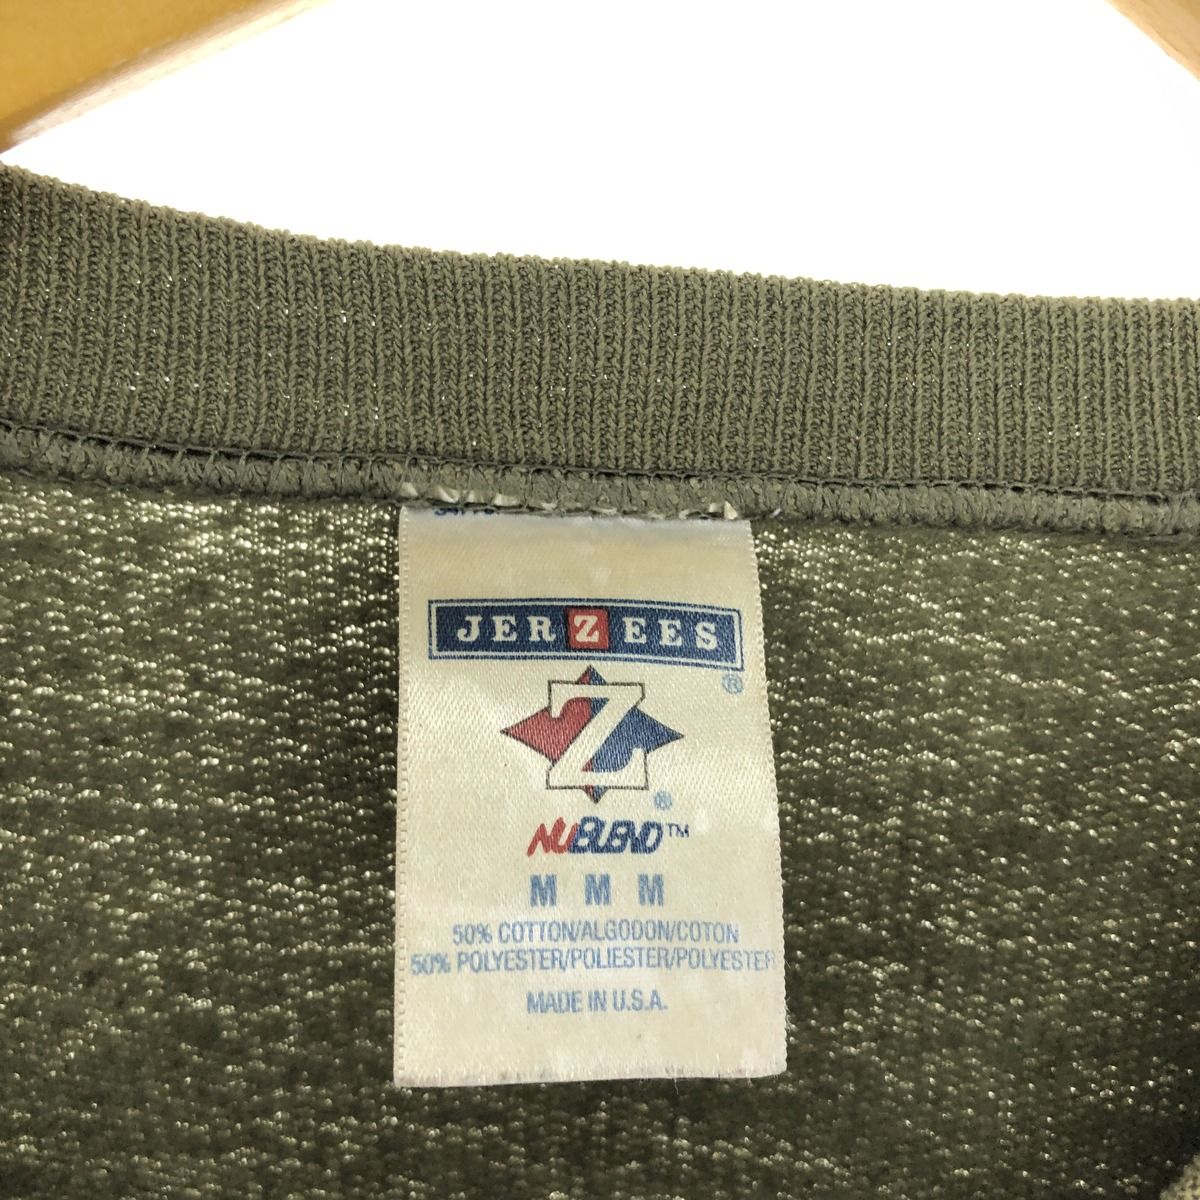 JERZEES
®
Z
®
NUBLEND™
M M M
50% COTTON/ALGODON/COTON
50% POLYESTER/POLIESTER/POLYESTER
MADE IN U.S.A.